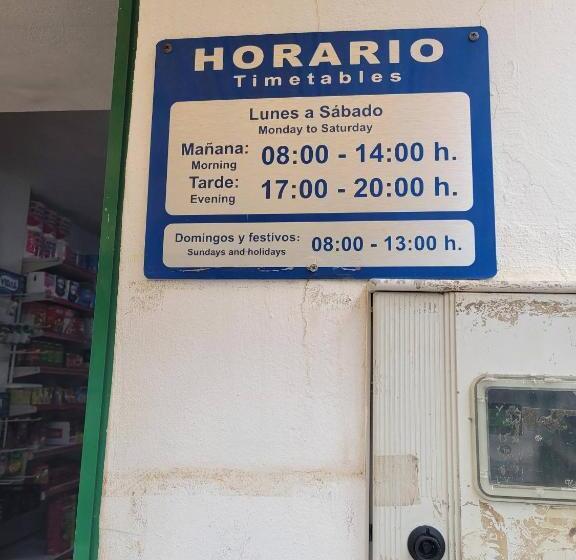 HORARIO
Timetables
Lunes a Sábado
Monday to Saturday
Mañana: 08:00 - 14:00 h.
Morning
Tarde: 17:00 - 20:00 h.
Evening
Domingos y festivos: 08:00 - 13:00 h.
Sundays and holidays